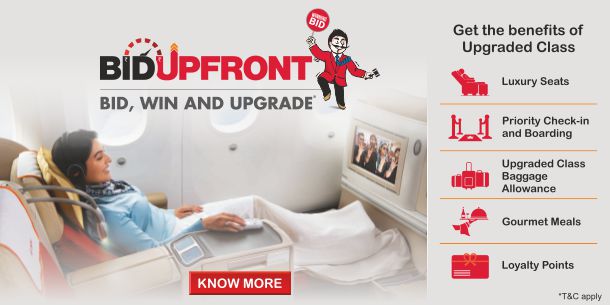 WINNING
BID
BIDUPFRONT
BID, WIN AND UPGRADE*
KNOW MORE
Get the benefits of
Upgraded Class
Luxury Seats
Priority Check-in
and Boarding
Upgraded Class
Baggage
Allowance
Gourmet Meals
Loyalty Points
*T&C apply